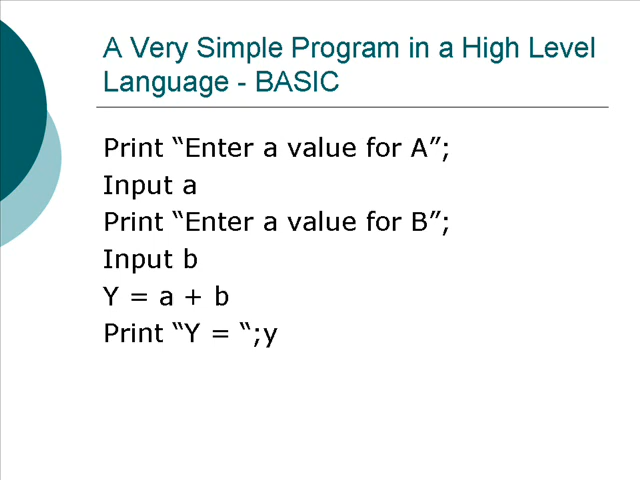 A Very Simple Program in a High Level
Language - BASIC
Print “Enter a value for A”;
Input a
Print “Enter a value for B”;
Input b
Y = a + b
Print “Y = “;y